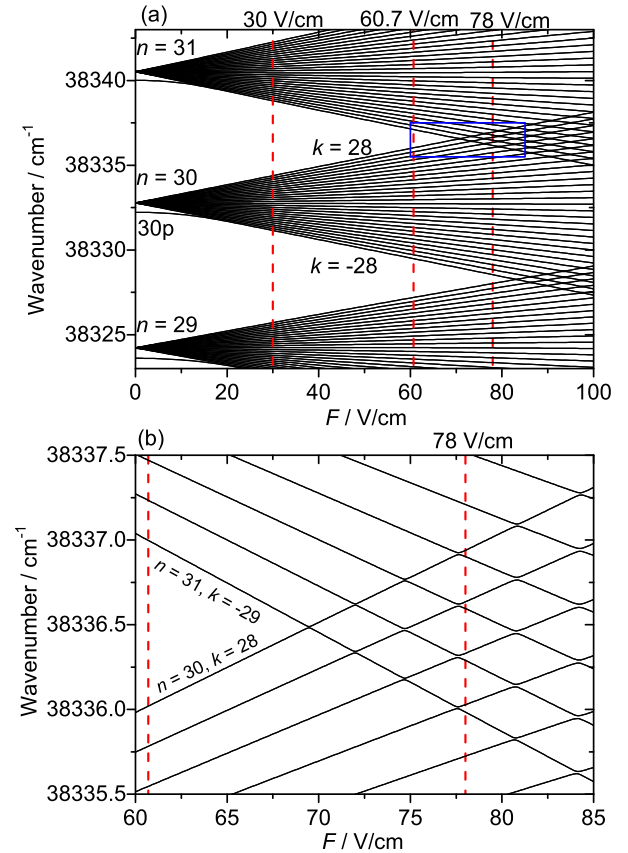 (a)
30 V/cm
60.7 V/cm
78 V/cm
n = 31
38340
k = 28
38335
n = 30
38330
30p
k = -28
n = 29
38325
Wavenumber / cm⁻¹
0
20
40
60
80
100
F / V/cm
(b)
78 V/cm
38337.5
38337.0
n = 31, k = -29
38336.5
n = 30, k = 28
38336.0
38335.5
Wavenumber / cm⁻¹
60
65
70
75
80
85
F / V/cm